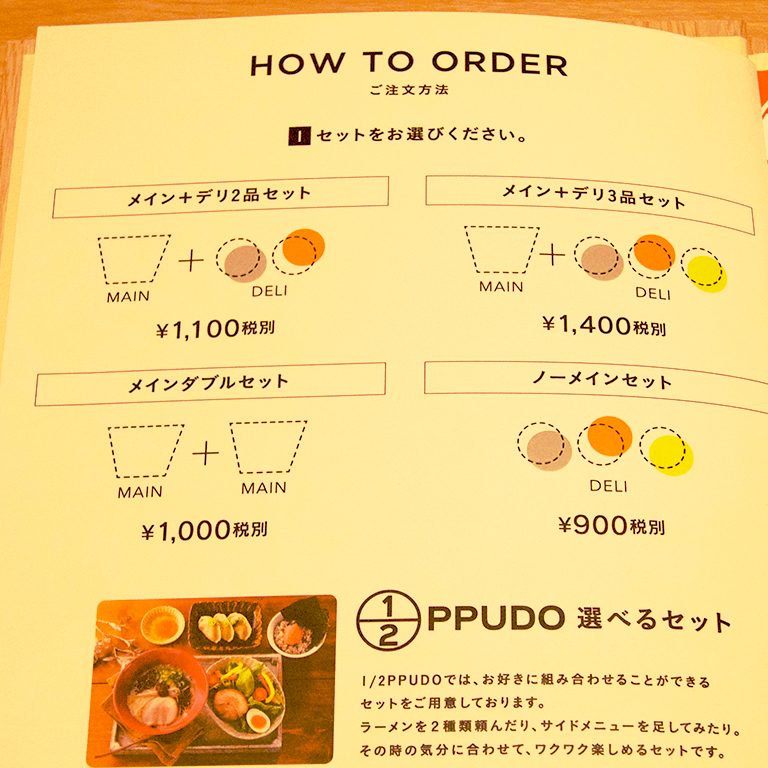 HOW TO ORDER
ご注文方法
1 セットをお選びください。
メイン+デリ2品セット
MAIN
+
DELI
¥1,100税別
メイン+デリ3品セット
MAIN
+
DELI
¥1,400税別
メインダブルセット
MAIN
+
MAIN
¥1,000税別
ノーメインセット
DELI
¥900税別
1/2PPUDO 選べるセット
1/2PPUDOでは、お好きに組み合わせることができる
セットをご用意しております。
ラーメンを2種類頼んだり、サイドメニューを足してみたり。
その時の気分に合わせて、ワクワク楽しめるセットです。